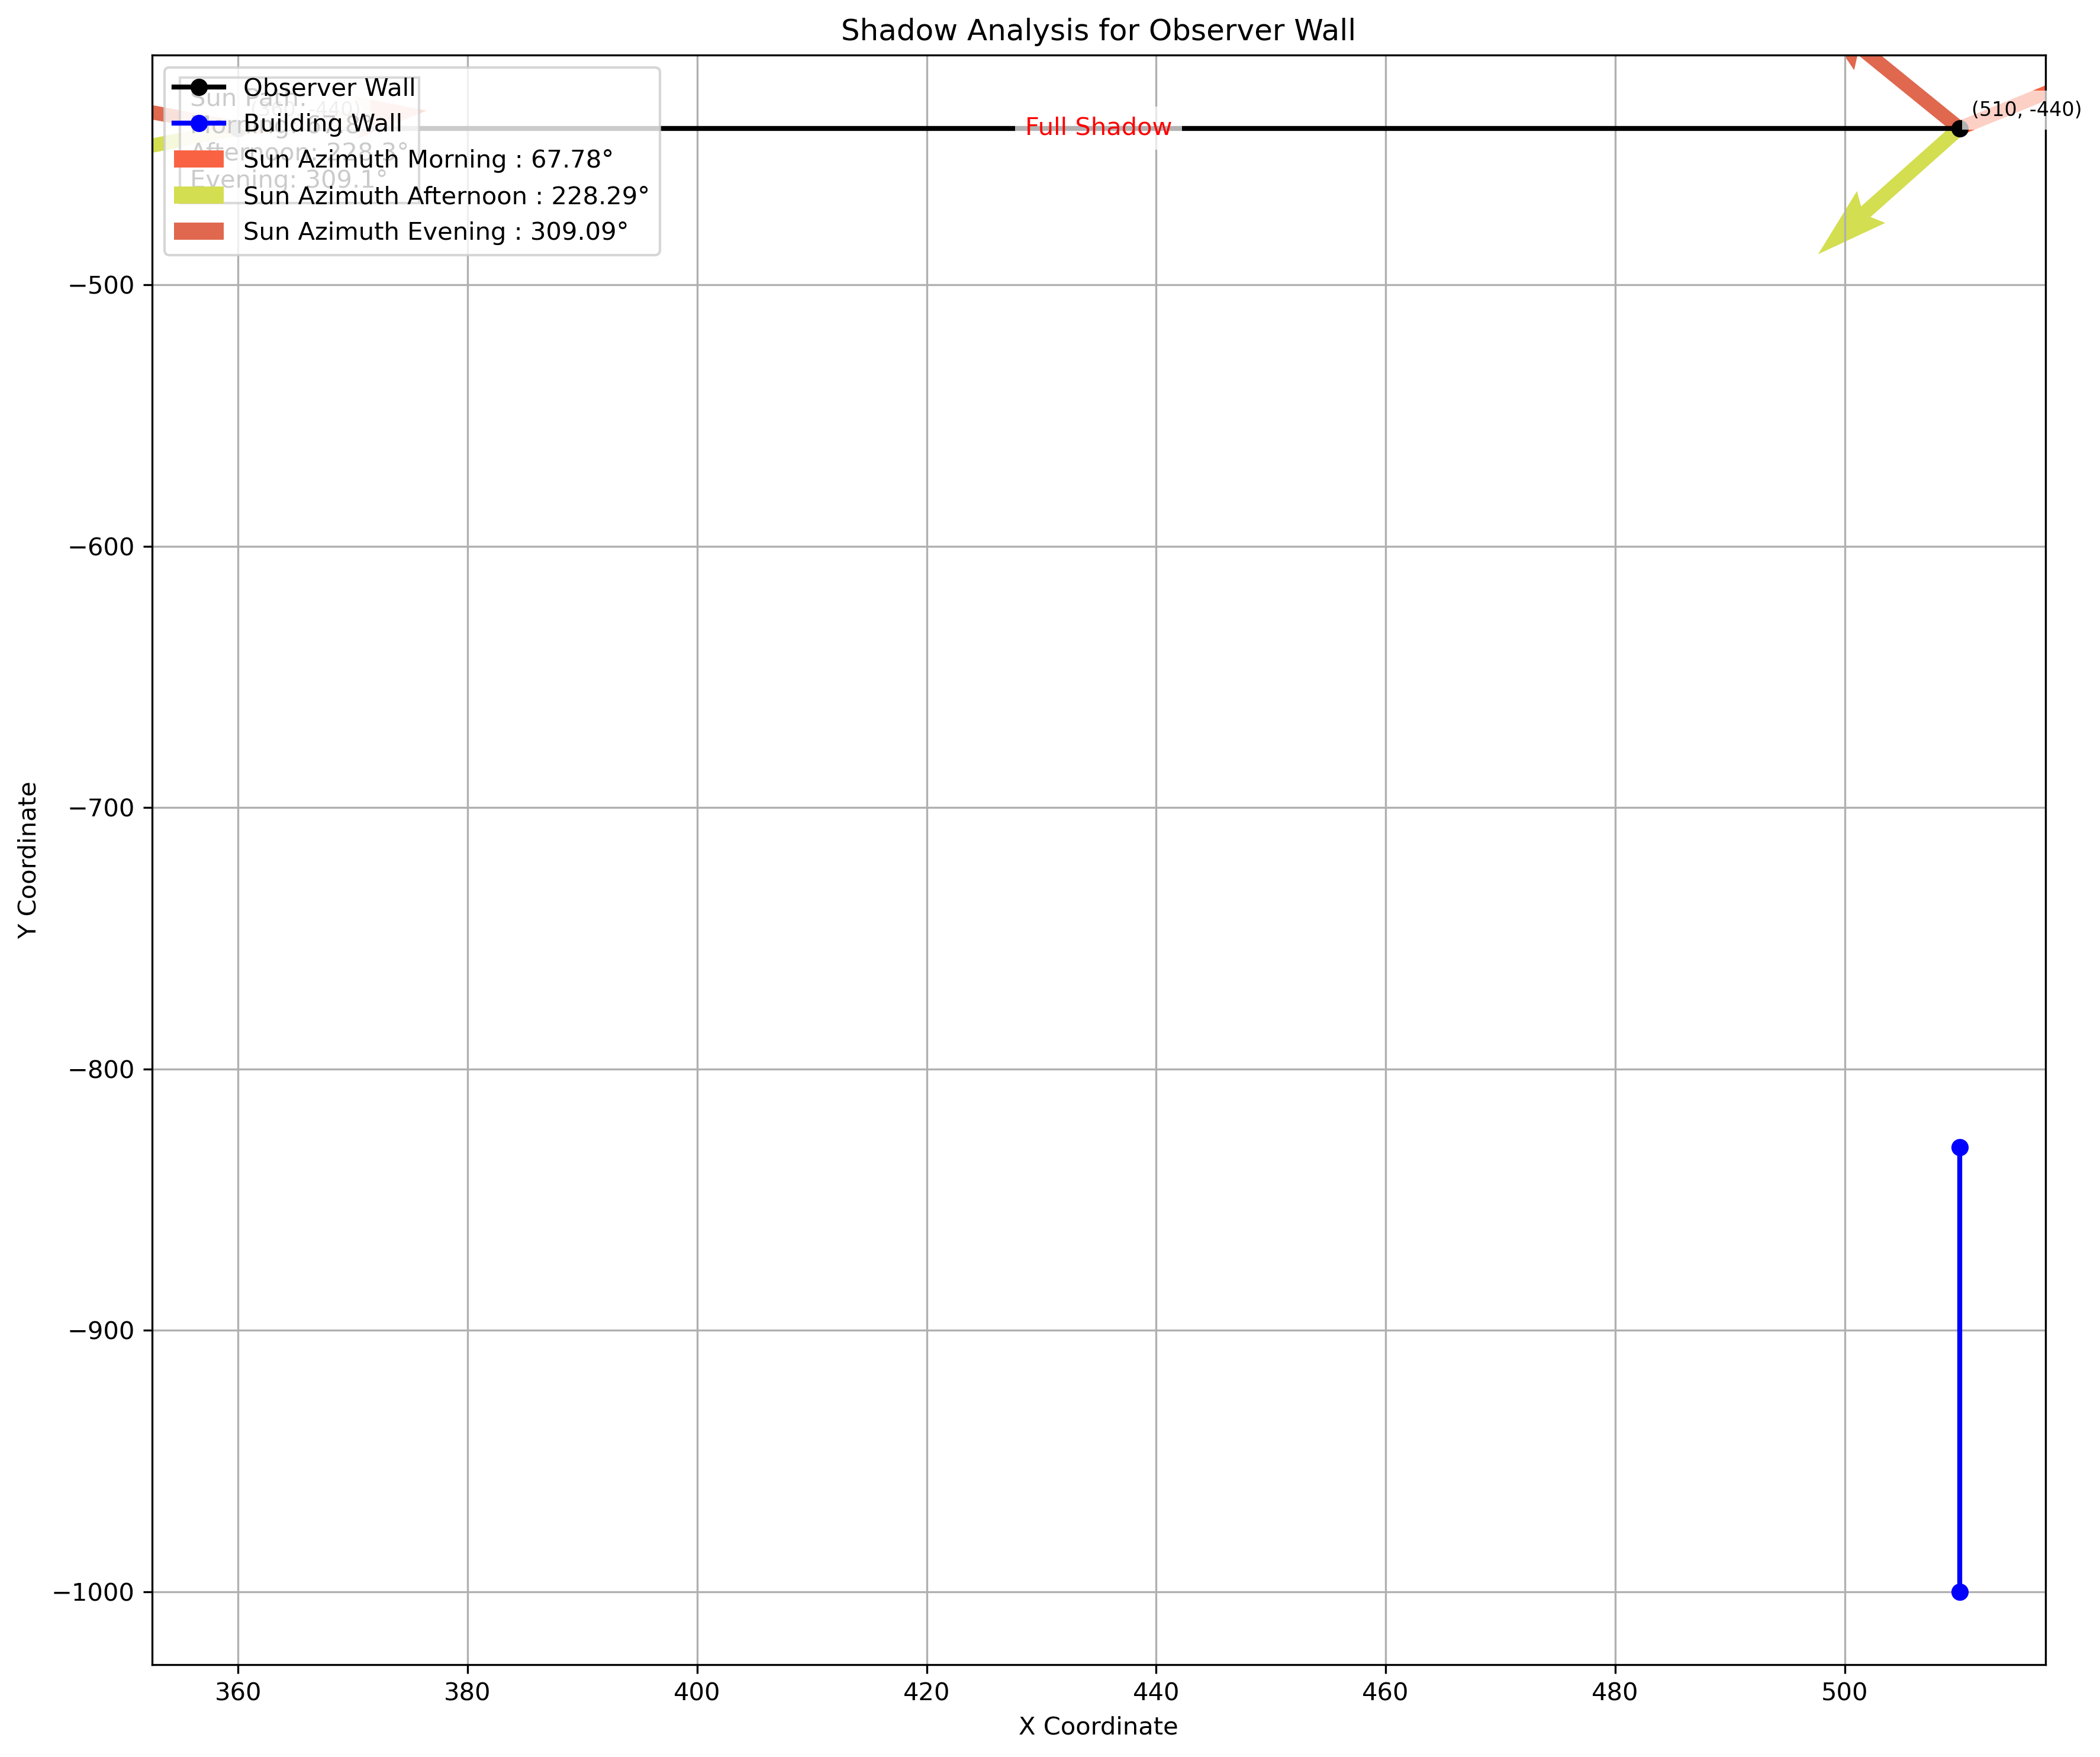 Shadow Analysis for Observer Wall
Observer Wall
Building Wall
Sun Azimuth Morning : 67.78°
Sun Azimuth Afternoon : 228.29°
Sun Azimuth Evening : 309.09°
Sun Path:
Morning: 67.8°
Afternoon: 228.3°
Evening: 309.1°
Full Shadow
(510, -440)
−500
−600
−700
−800
−900
−1000
Y Coordinate
360
380
400
420
440
460
480
500
X Coordinate